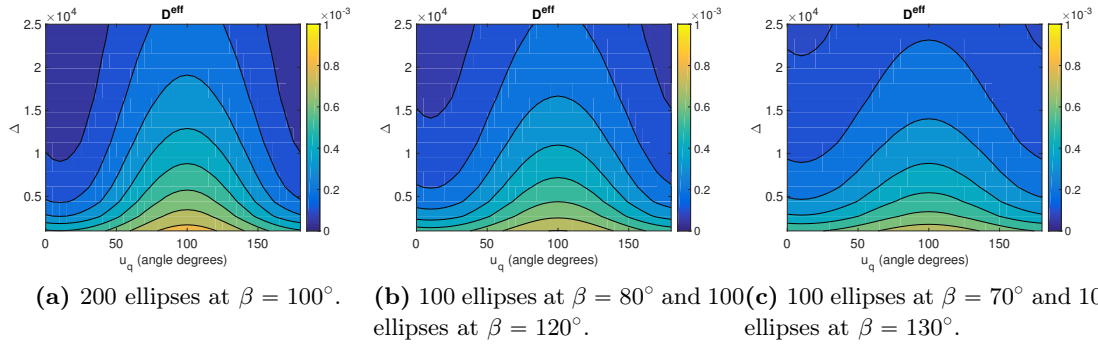 ×10⁴ D^eff ×10⁻³
2.5 2 1.5 1 0.5
Δ
0 50 100 150
u_q (angle degrees)
1 0.8 0.6 0.4 0.2 0
(a) 200 ellipses at β = 100°.
×10⁴ D^eff ×10⁻³
2.5 2 1.5 1 0.5
Δ
0 50 100 150
u_q (angle degrees)
1 0.8 0.6 0.4 0.2 0
(b) 100 ellipses at β = 80° and 100
ellipses at β = 120°.
×10⁴ D^eff ×10⁻³
2.5 2 1.5 1 0.5
Δ
0 50 100 150
u_q (angle degrees)
1 0.8 0.6 0.4 0.2 0
(c) 100 ellipses at β = 70° and 10
ellipses at β = 130°.